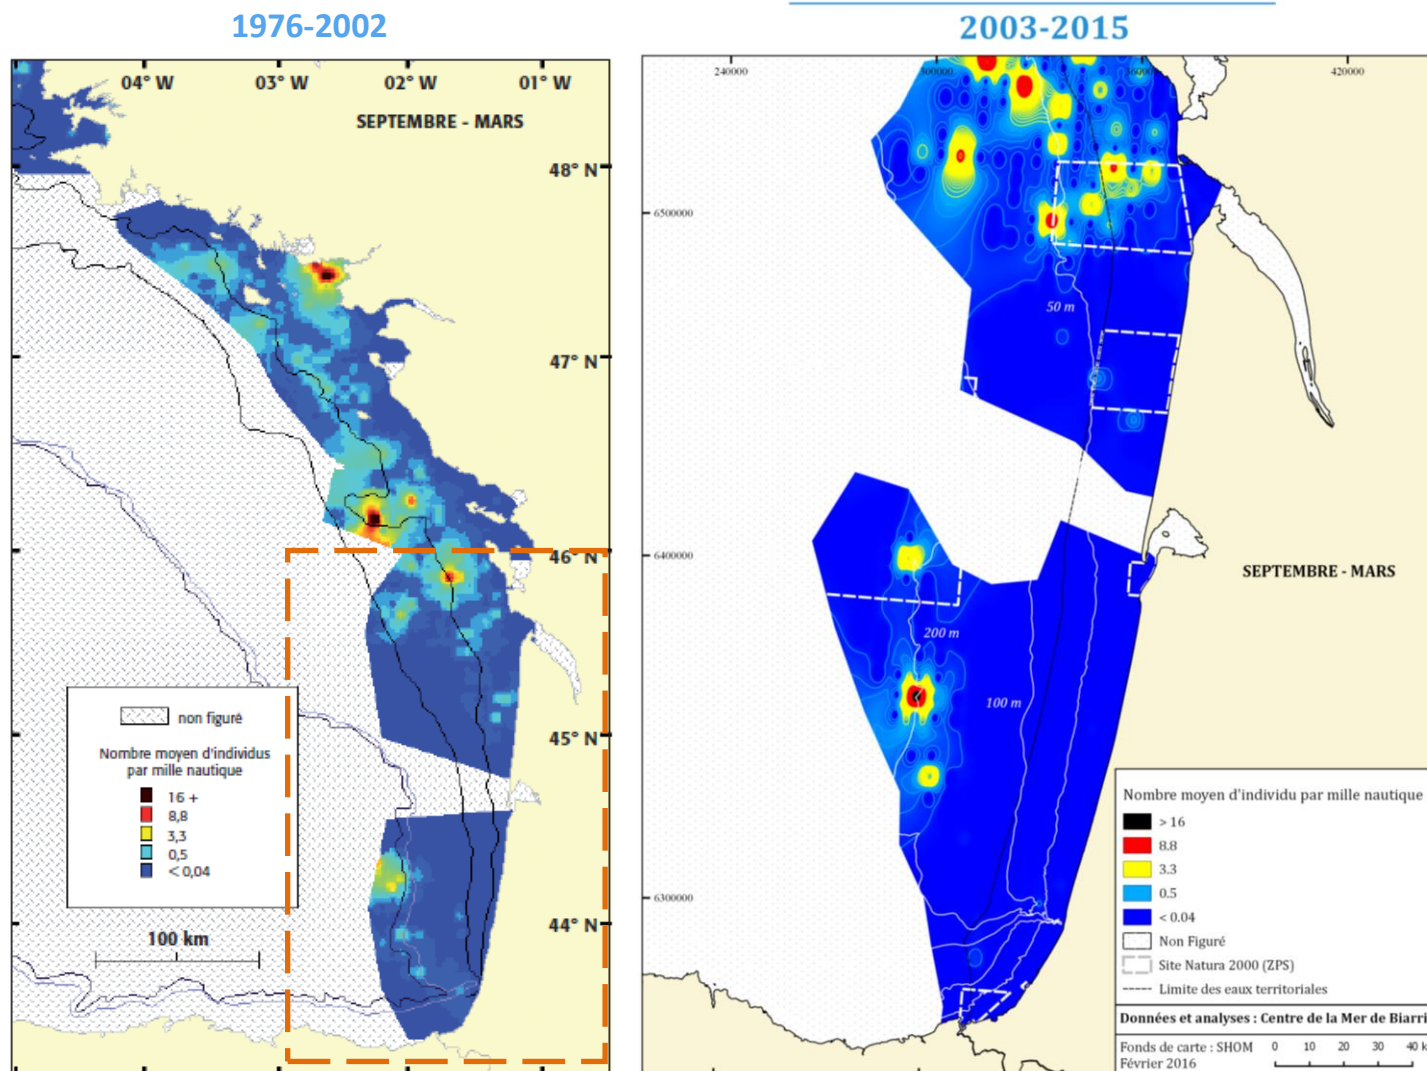 1976-2002
04° W 03° W 02° W 01° W
SEPTEMBRE - MARS
48° N
47° N
46° N
45° N
44° N
non figuré
Nombre moyen d'individus
par mille nautique
16 +
8,8
3,3
0,5
< 0,04
100 km
2003-2015
240000 420000
6500000
50 m
6400000
SEPTEMBRE - MARS
200 m
100 m
6300000
Nombre moyen d'individu par mille nautique
> 16
8.8
3.3
0.5
< 0.04
Non Figuré
Site Natura 2000 (ZPS)
Limite des eaux territoriales
Données et analyses : Centre de la Mer de Biarri
Fonds de carte : SHOM
Février 2016
0 10 20 30 40 k